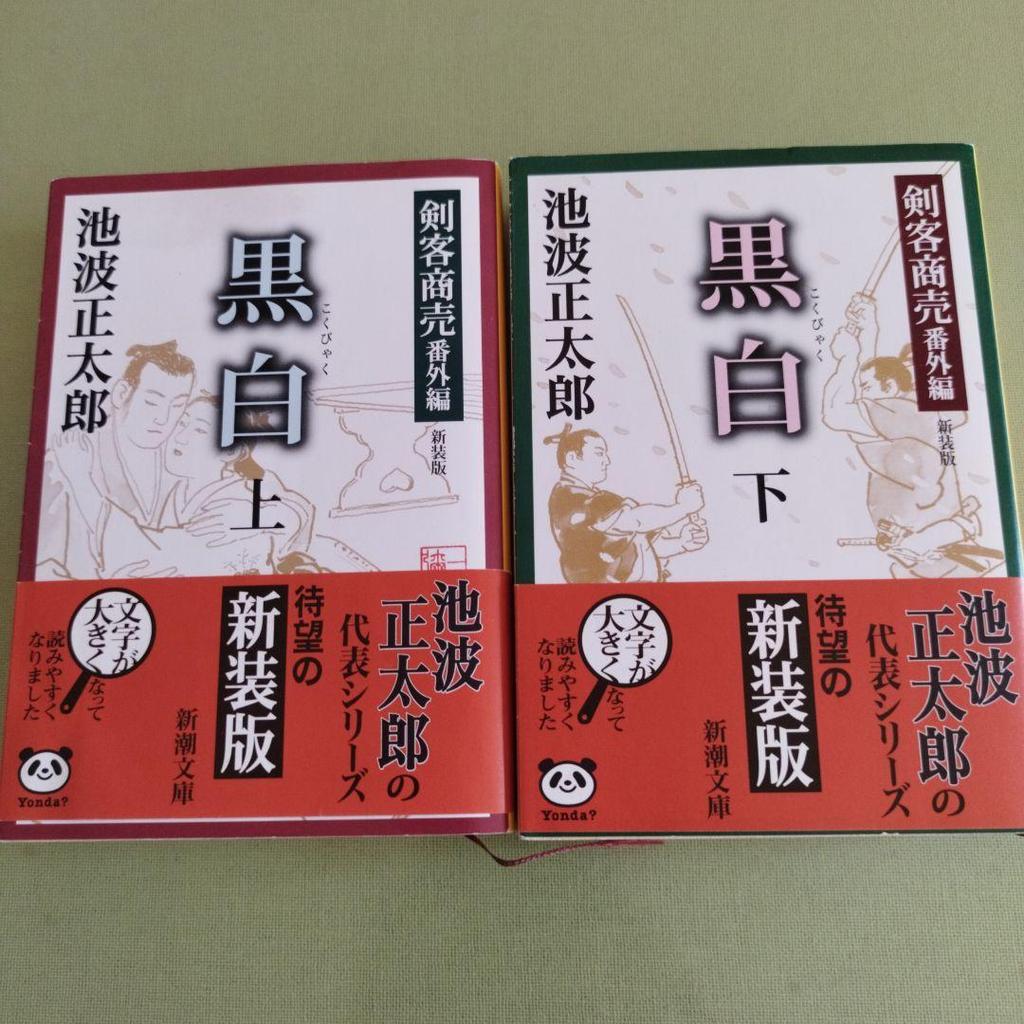 剣客商売 番外編
新装版
黒白
こくびゃく
上
池波正太郎
池波
正太郎の
代表シリーズ
待望の
新装版
新潮文庫
文字が
大きく
なって
読みやすく
なりました
Yonda?
剣客商売 番外編
新装版
黒白
こくびゃく
下
池波正太郎
池波
正太郎の
代表シリーズ
待望の
新装版
新潮文庫
文字が
大きく
なって
読みやすく
なりました
Yonda?